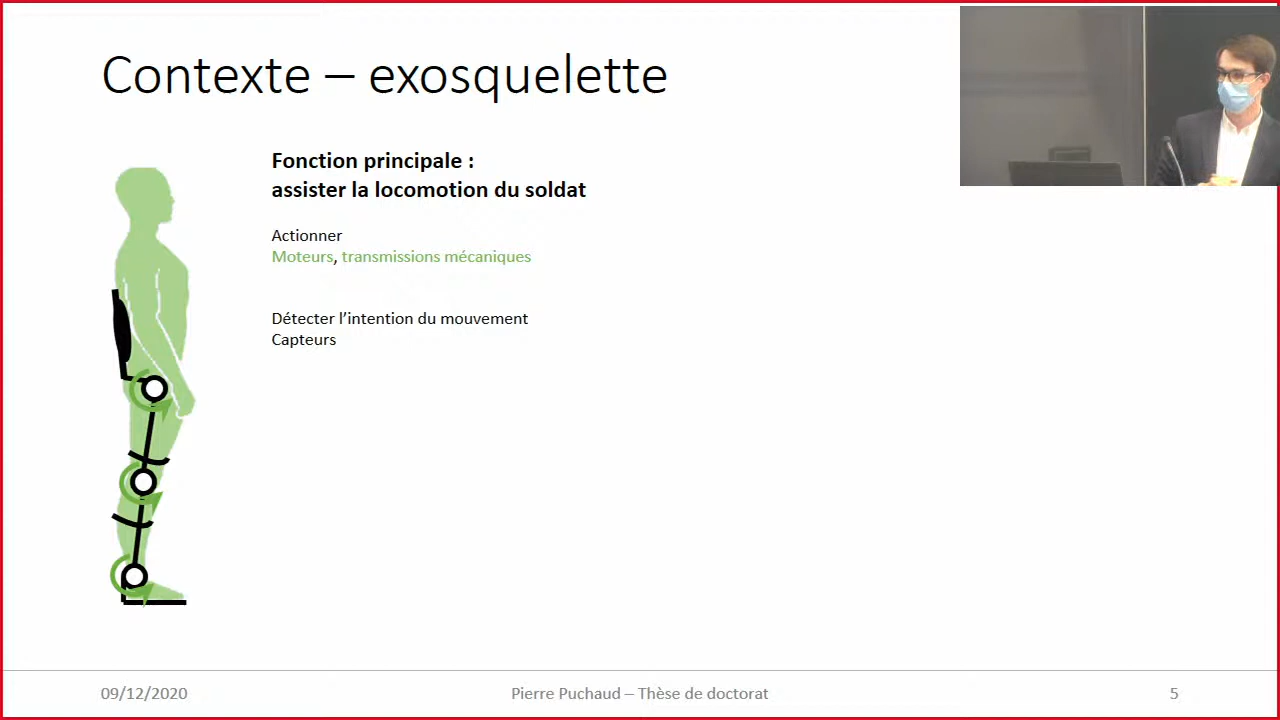 Contexte – exosquelette
Fonction principale :
assister la locomotion du soldat
Actionner
Moteurs, transmissions mécaniques
Détecter l’intention du mouvement
Capteurs
09/12/2020
Pierre Puchaud – Thèse de doctorat
5